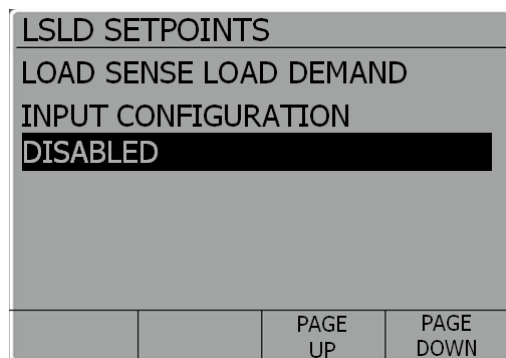 LSLD SETPOINTS
LOAD SENSE LOAD DEMAND
INPUT CONFIGURATION
DISABLED
PAGE UP
PAGE DOWN